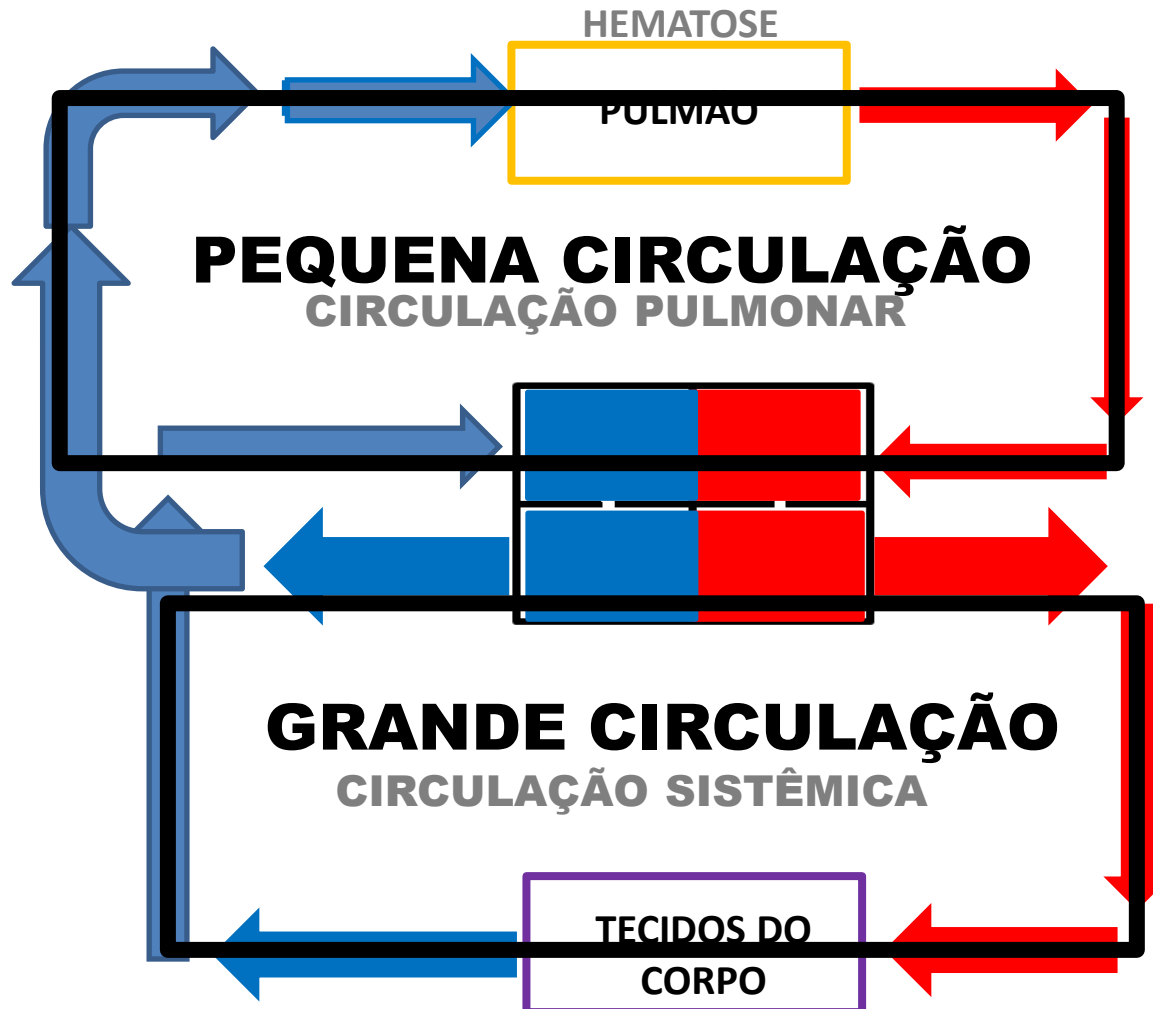 HEMATOSE
PULMÃO
PEQUENA CIRCULAÇÃO
CIRCULAÇÃO PULMONAR
GRANDE CIRCULAÇÃO
CIRCULAÇÃO SISTÊMICA
TECIDOS DO
CORPO